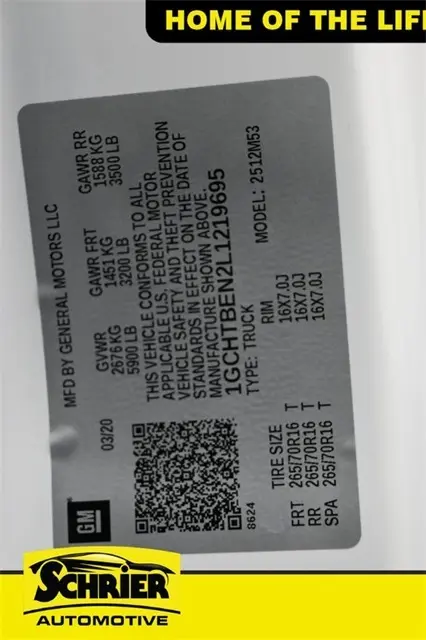 HOME OF THE LIF
MFD BY GENERAL MOTORS LLC
03/20
GVWR
2676 KG
5900 LB
GAWR FRT
1451 KG
3200 LB
GAWR RR
1588 KG
3500 LB
THIS VEHICLE CONFORMS TO ALL
APPLICABLE U.S. FEDERAL MOTOR
VEHICLE SAFETY AND THEFT PREVENTION
STANDARDS IN EFFECT ON THE DATE OF
MANUFACTURE SHOWN ABOVE.
1GCHTBEN2L1219695
TYPE: TRUCK
MODEL: 2512M53
TIRE SIZE
RIM
FRT 265/70R16 T 16X7.0J
RR 265/70R16 T 16X7.0J
SPA 265/70R16 T 16X7.0J
8624
GM
SCHRIER
AUTOMOTIVE